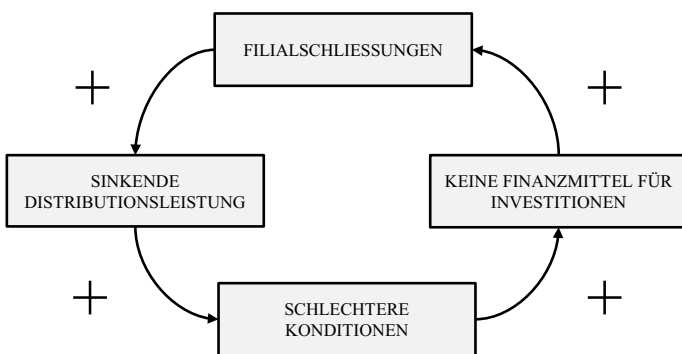 FILIALSCHLIESSUNGEN
+ +
SINKENDE
DISTRIBUTIONSLEISTUNG
KEINE FINANZMITTEL FÜR
INVESTITIONEN
+ +
SCHLECHTERE
KONDITIONEN